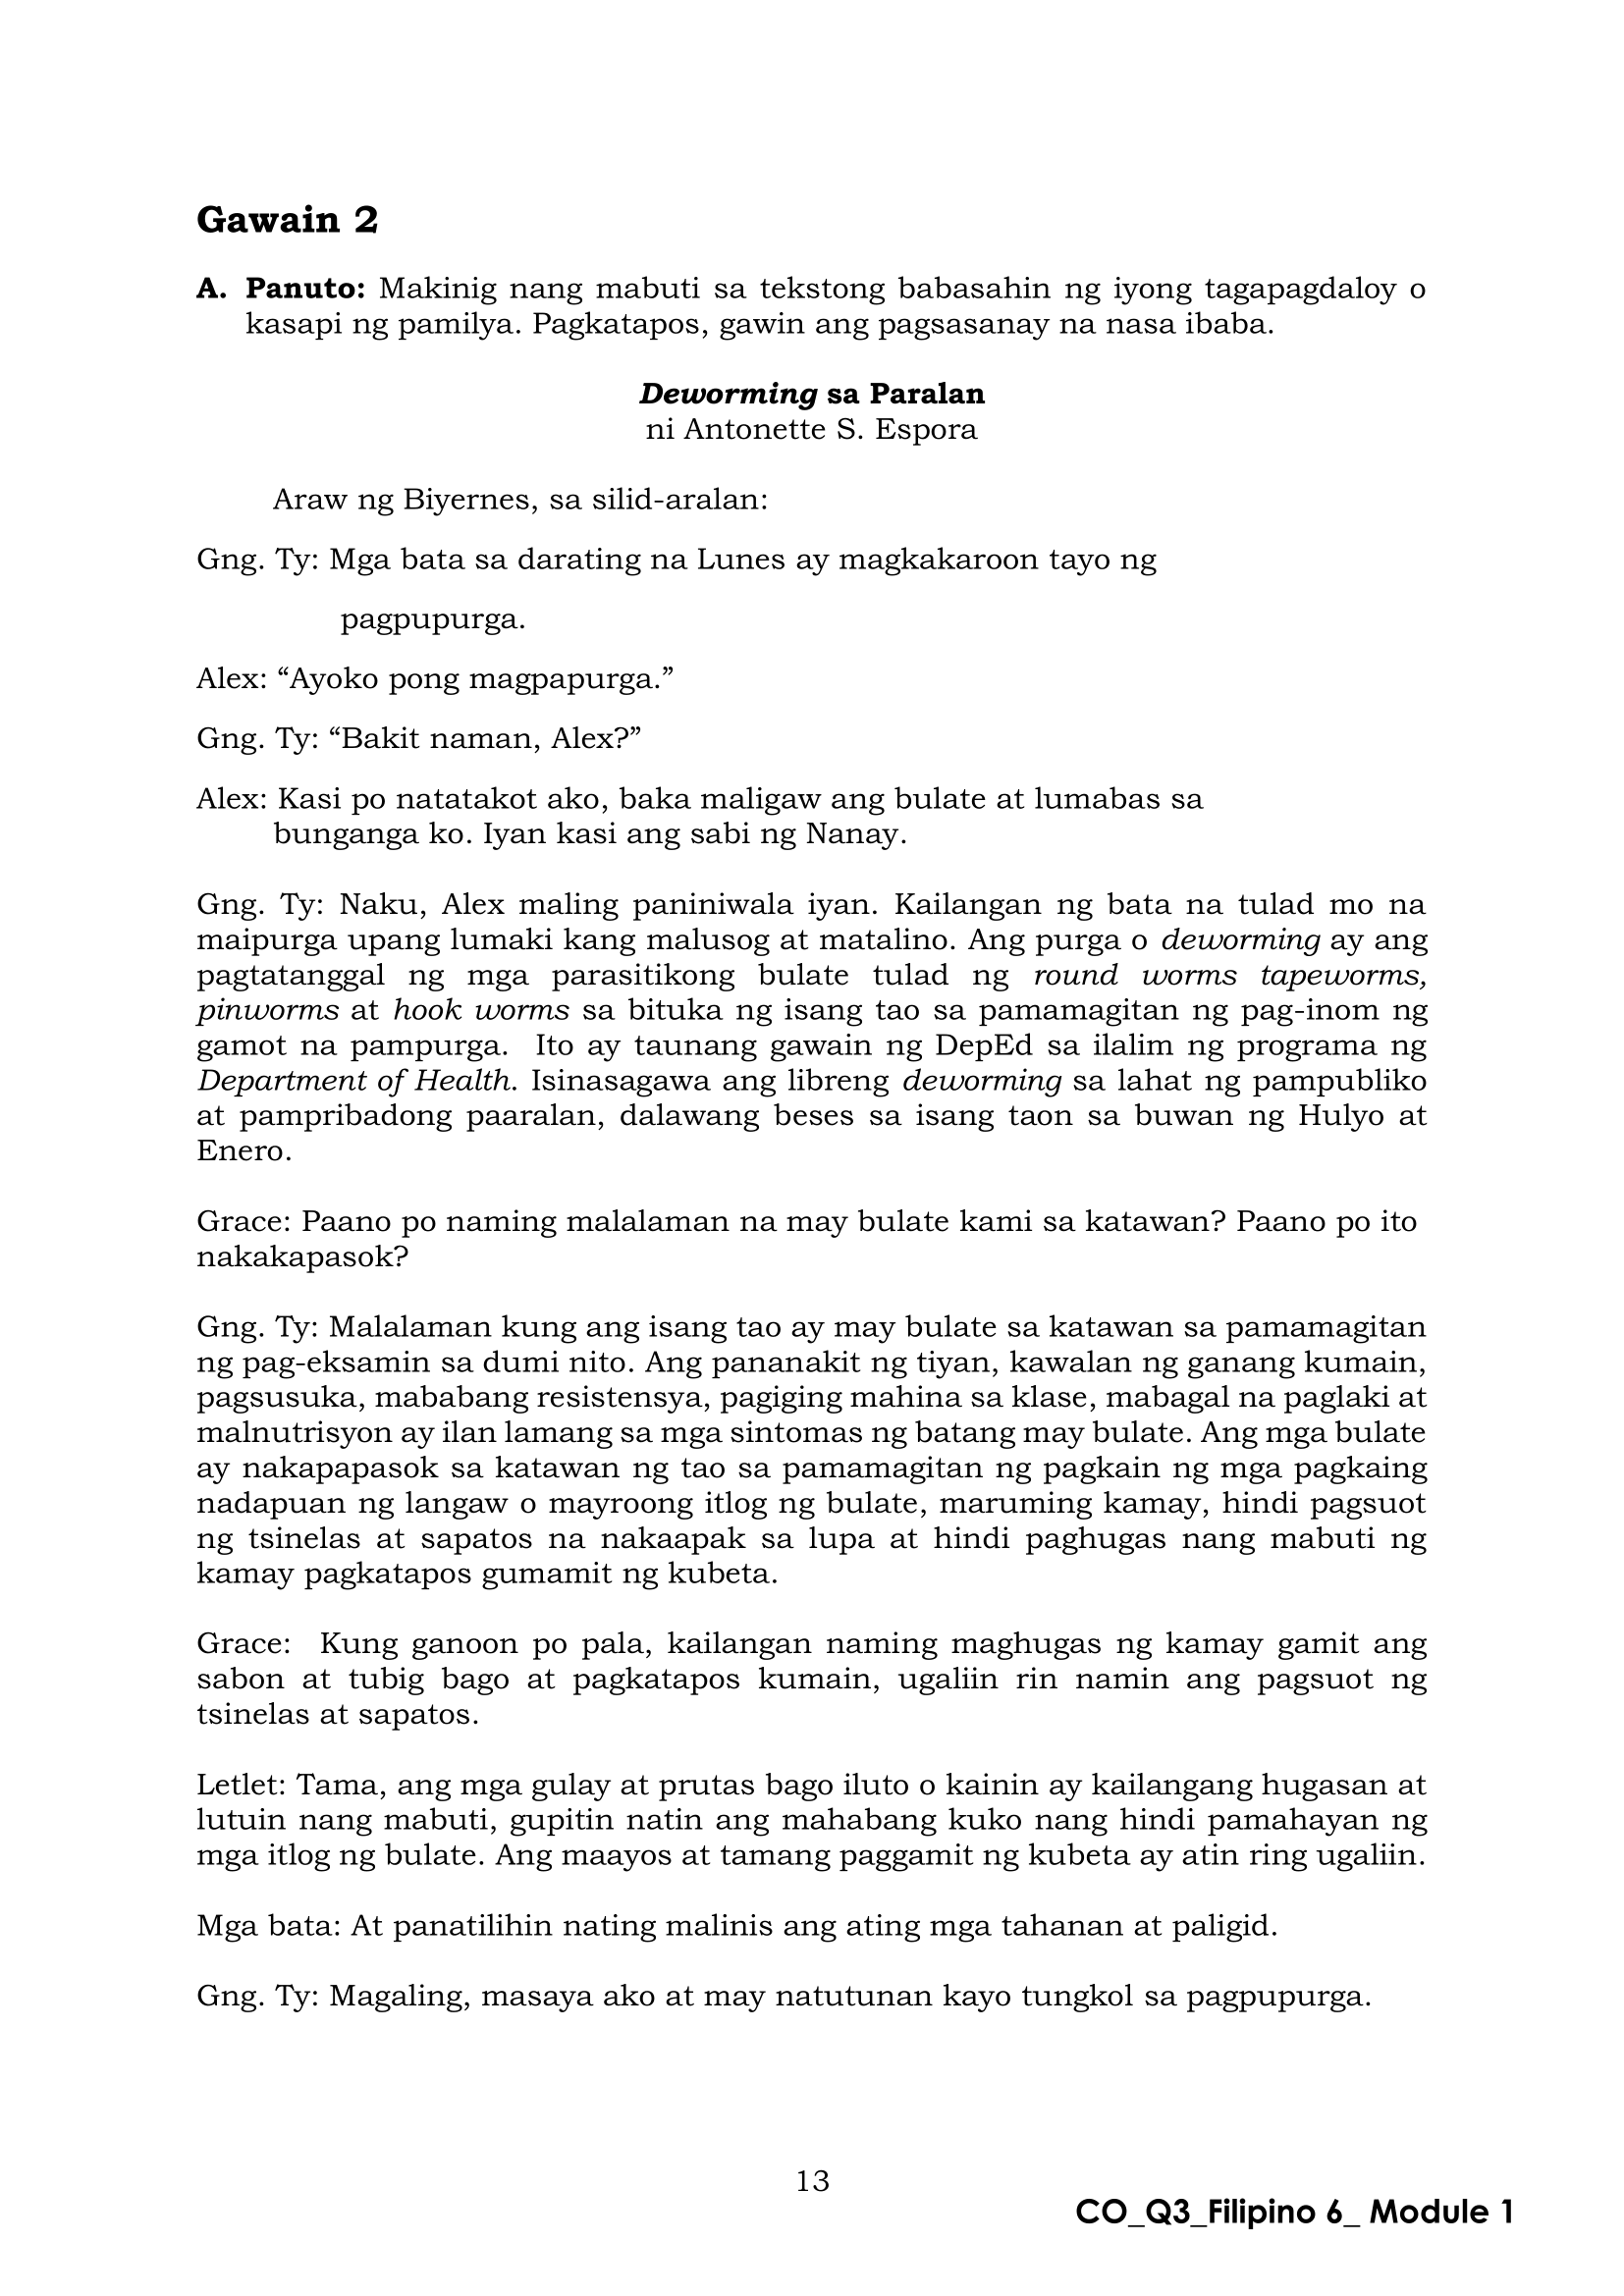 Gawain 2
A. Panuto: Makinig nang mabuti sa tekstong babasahin ng iyong tagapagdaloy o
kasapi ng pamilya. Pagkatapos, gawin ang pagsasanay na nasa ibaba.
Deworming sa Paralan
ni Antonette S. Espora
Araw ng Biyernes, sa silid-aralan:
Gng. Ty: Mga bata sa darating na Lunes ay magkakaroon tayo ng
pagpupurga.
Alex: “Ayoko pong magpapurga.”
Gng. Ty: “Bakit naman, Alex?”
Alex: Kasi po natatakot ako, baka maligaw ang bulate at lumabas sa
bunganga ko. Iyan kasi ang sabi ng Nanay.
Gng. Ty: Naku, Alex maling paniniwala iyan. Kailangan ng bata na tulad mo na
maipurga upang lumaki kang malusog at matalino. Ang purga o deworming ay ang
pagtatanggal ng mga parasitikong bulate tulad ng round worms tapeworms,
pinworms at hook worms sa bituka ng isang tao sa pamamagitan ng pag-inom ng
gamot na pampurga. Ito ay taunang gawain ng DepEd sa ilalim ng programa ng
Department of Health. Isinasagawa ang libreng deworming sa lahat ng pampubliko
at pampribadong paaralan, dalawang beses sa isang taon sa buwan ng Hulyo at
Enero.
Grace: Paano po naming malalaman na may bulate kami sa katawan? Paano po ito
nakakapasok?
Gng. Ty: Malalaman kung ang isang tao ay may bulate sa katawan sa pamamagitan
ng pag-eksamin sa dumi nito. Ang pananakit ng tiyan, kawalan ng ganang kumain,
pagsusuka, mababang resistensya, pagiging mahina sa klase, mabagal na paglaki at
malnutrisyon ay ilan lamang sa mga sintomas ng batang may bulate. Ang mga bulate
ay nakapapasok sa katawan ng tao sa pamamagitan ng pagkain ng mga pagkaing
nadapuan ng langaw o mayroong itlog ng bulate, maruming kamay, hindi pagsuot
ng tsinelas at sapatos na nakaapak sa lupa at hindi paghugas nang mabuti ng
kamay pagkatapos gumamit ng kubeta.
Grace: Kung ganoon po pala, kailangan naming maghugas ng kamay gamit ang
sabon at tubig bago at pagkatapos kumain, ugaliin rin namin ang pagsuot ng
tsinelas at sapatos.
Letlet: Tama, ang mga gulay at prutas bago iluto o kainin ay kailangang hugasan at
lutuin nang mabuti, gupitin natin ang mahabang kuko nang hindi pamahayan ng
mga itlog ng bulate. Ang maayos at tamang paggamit ng kubeta ay atin ring ugaliin.
Mga bata: At panatilihin nating malinis ang ating mga tahanan at paligid.
Gng. Ty: Magaling, masaya ako at may natutunan kayo tungkol sa pagpupurga.
13
CO_Q3_Filipino 6_ Module 1